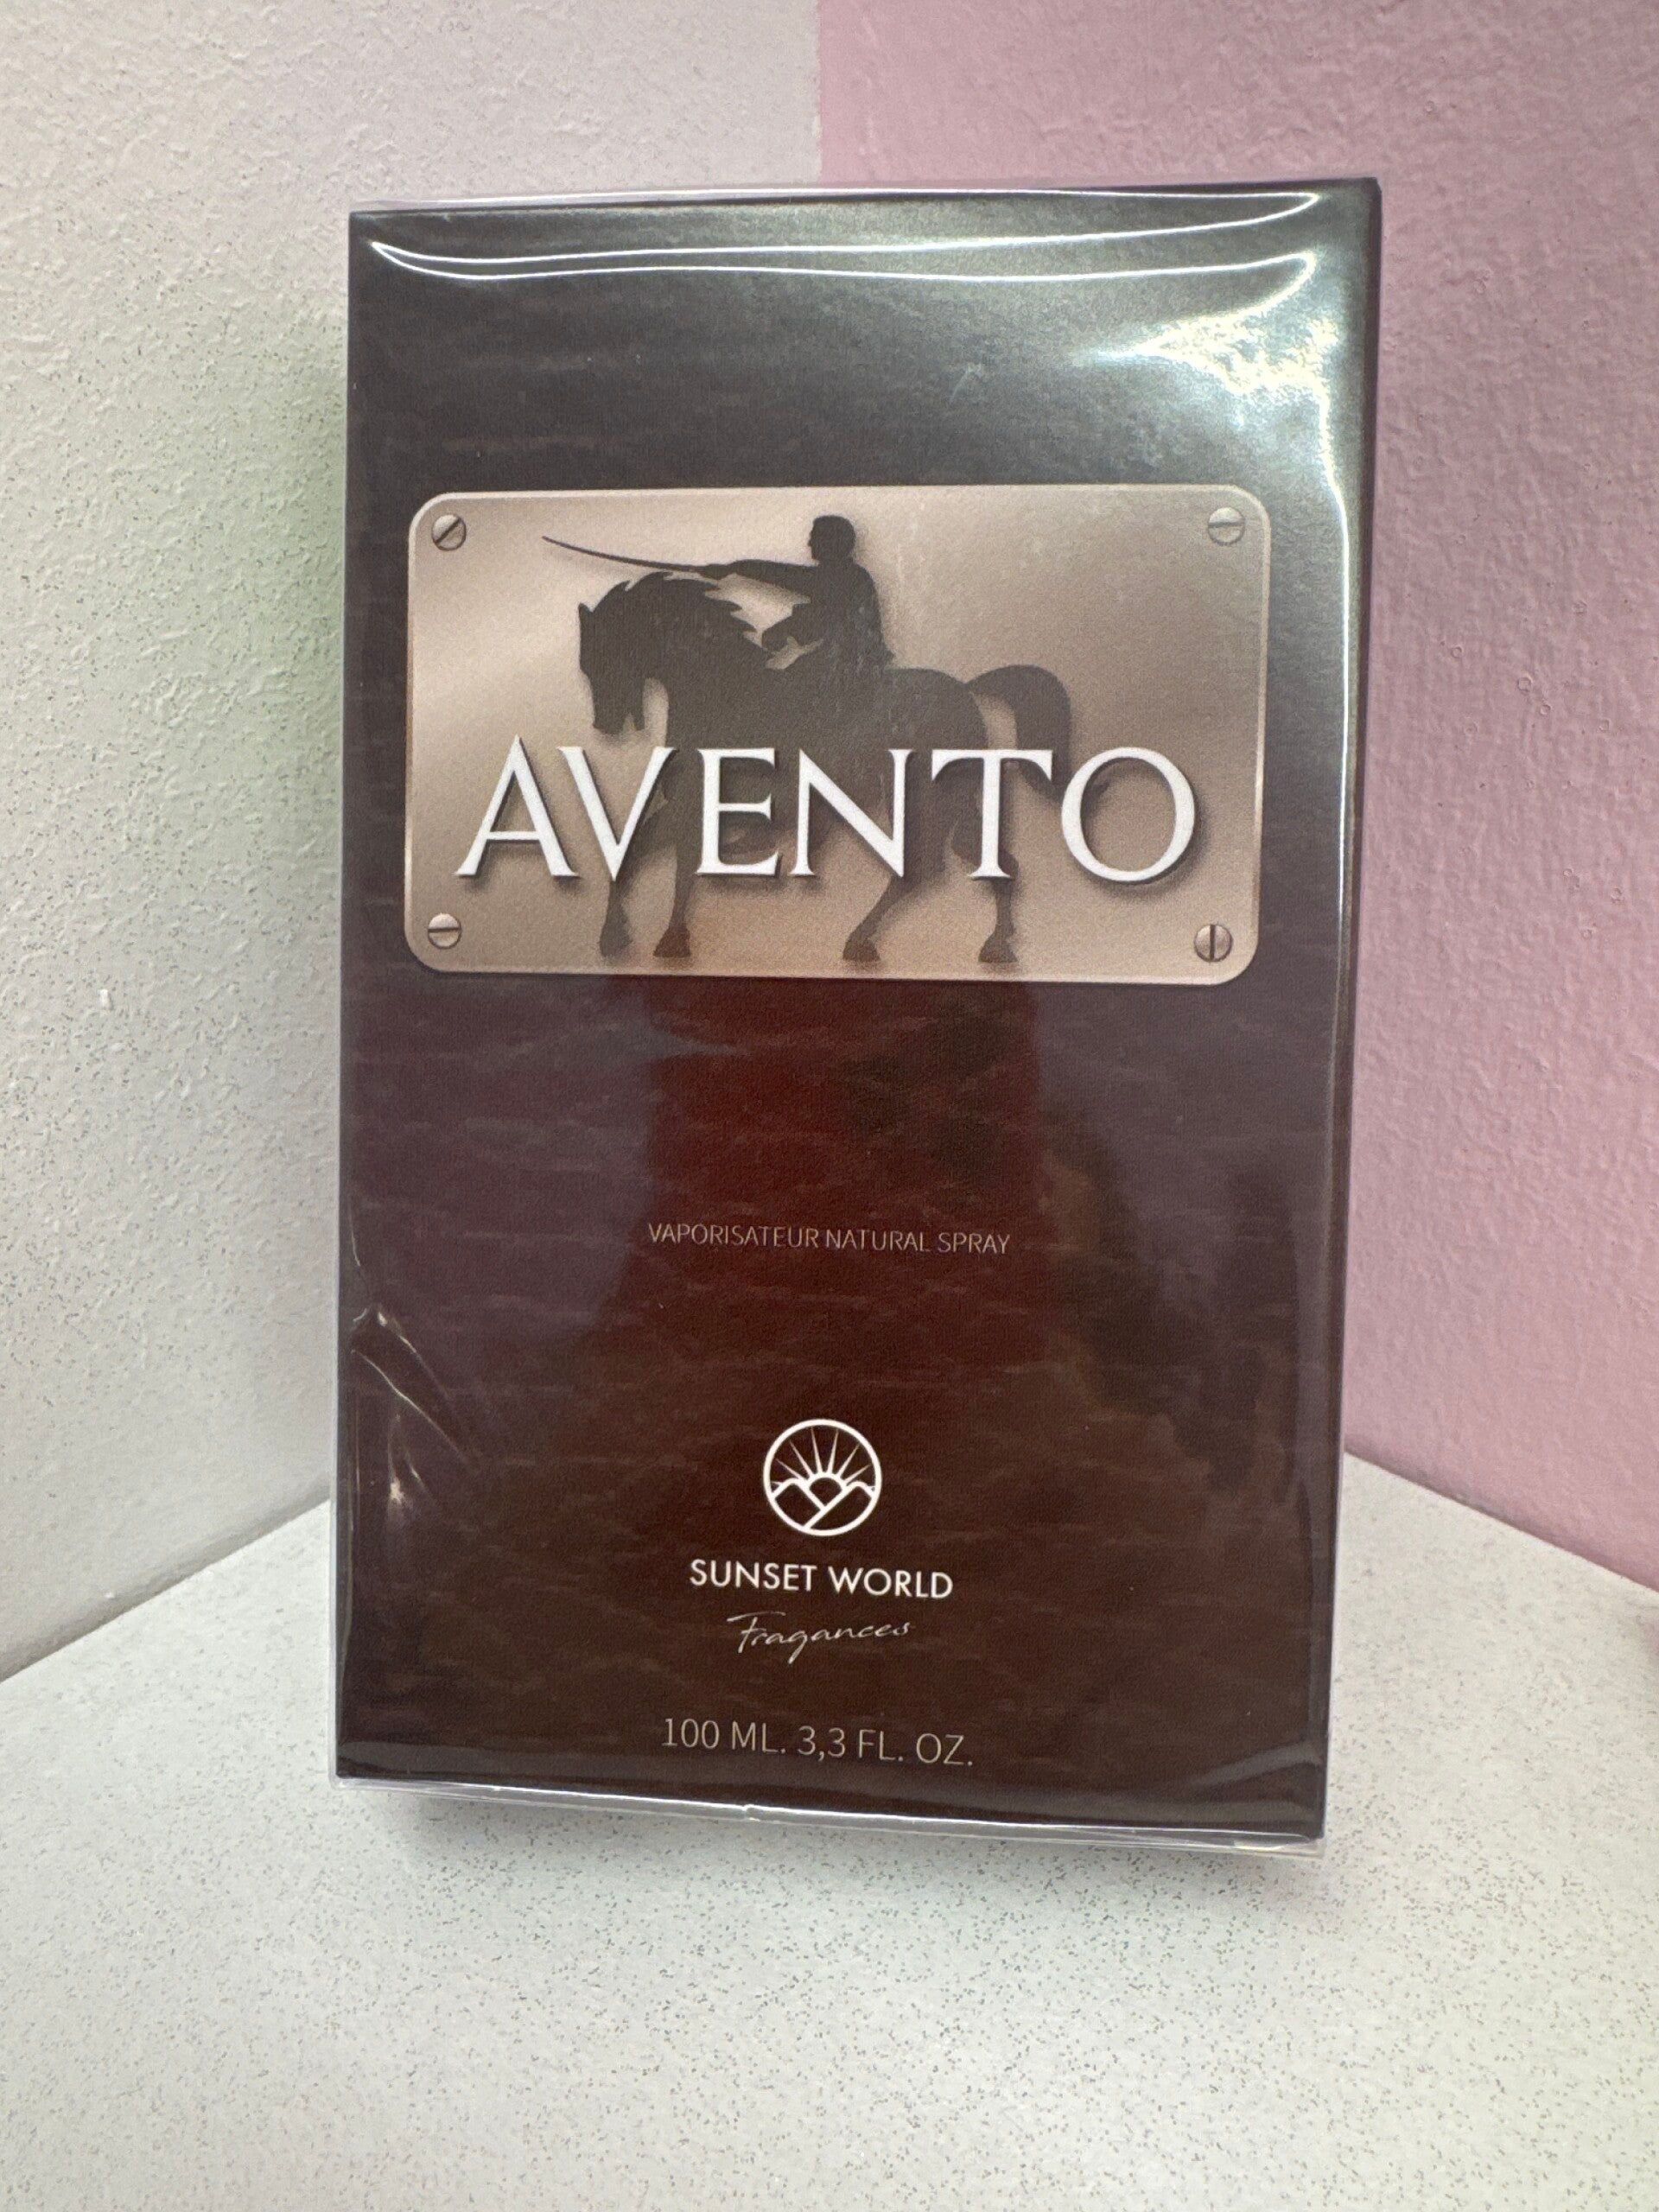 AVENTO
VAPORISATEUR NATURAL SPRAY
SUNSET WORLD
Fragances
100 ML. 3,3 FL. OZ.